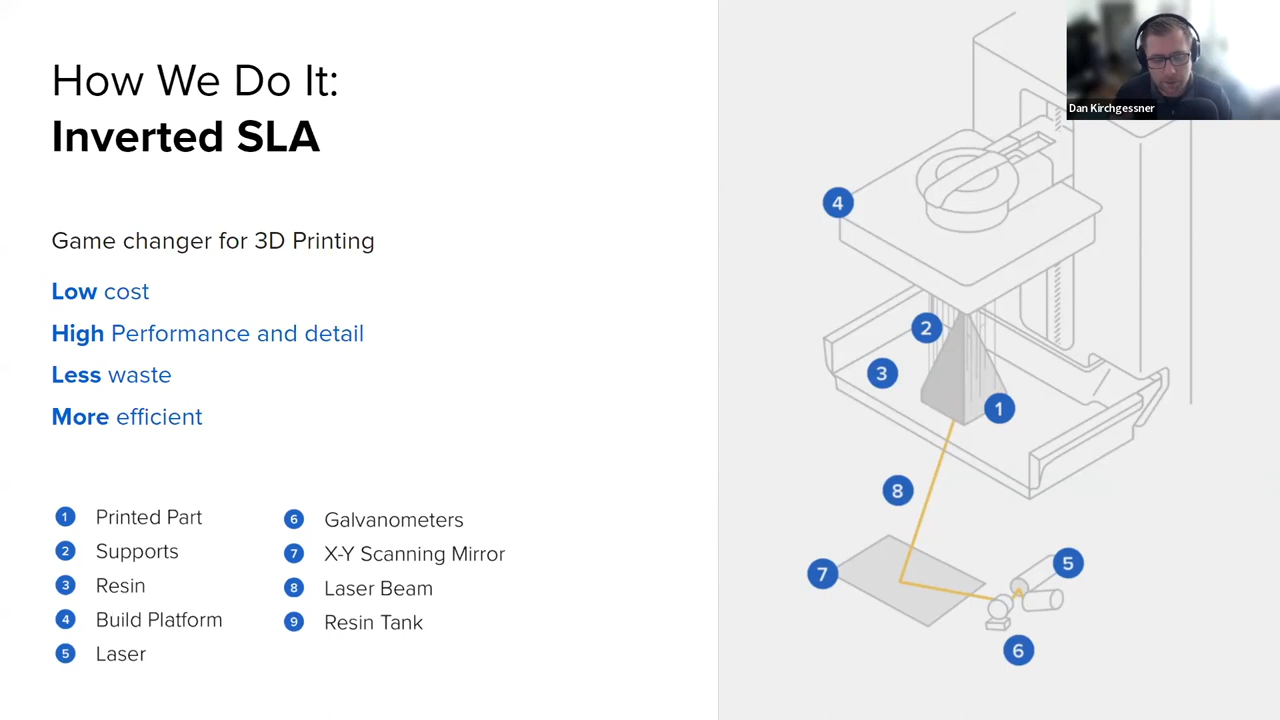 How We Do It:
Inverted SLA
Game changer for 3D Printing
Low cost
High Performance and detail
Less waste
More efficient
1 Printed Part
2 Supports
3 Resin
4 Build Platform
5 Laser
6 Galvanometers
7 X-Y Scanning Mirror
8 Laser Beam
9 Resin Tank
Dan Kirchgessner
4
2
3
1
8
7
5
6